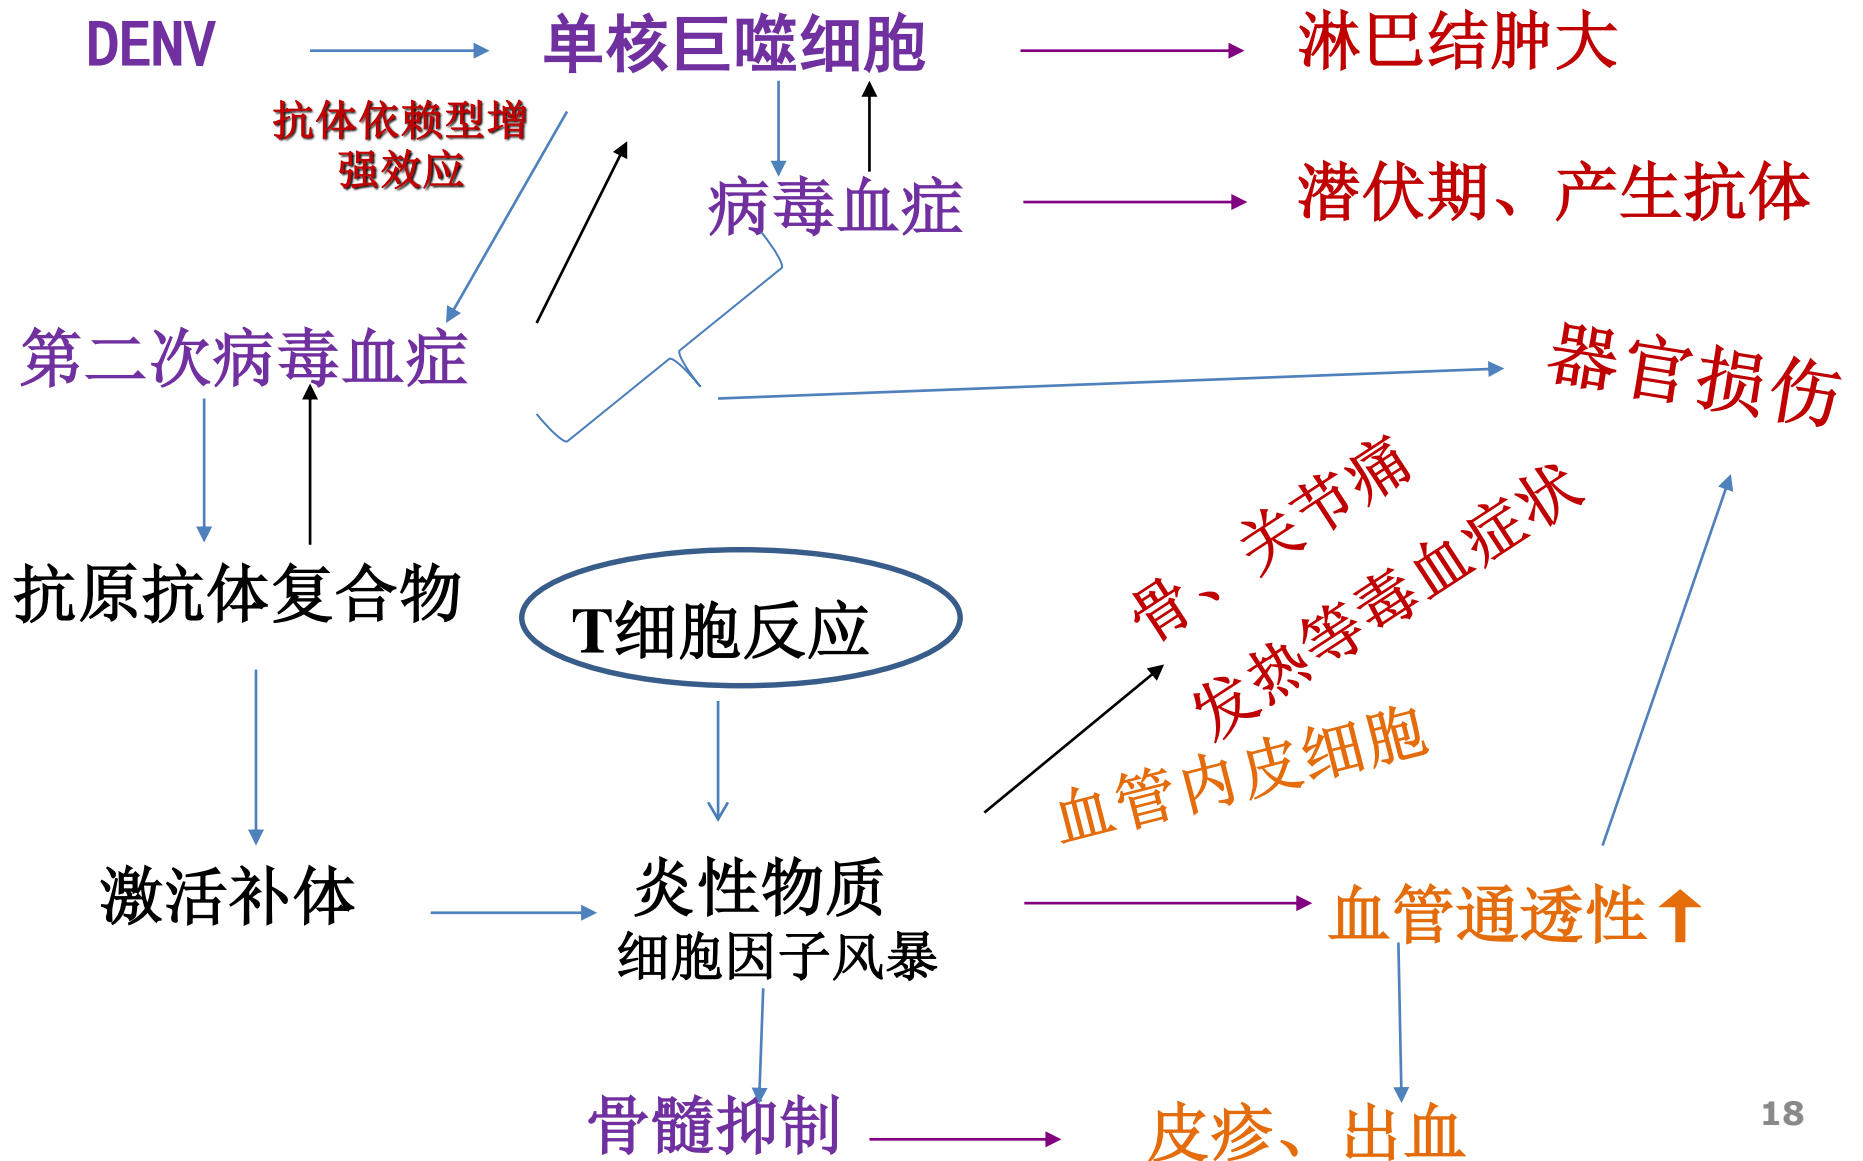 DENV
单核巨噬细胞
淋巴结肿大
抗体依赖型增
强效应
病毒血症
潜伏期、产生抗体
第二次病毒血症
器官损伤
骨、关节痛
发热等毒血症状
抗原抗体复合物
T细胞反应
血管内皮细胞
激活补体
炎性物质
细胞因子风暴
血管通透性↑
骨髓抑制
皮疹、出血
18